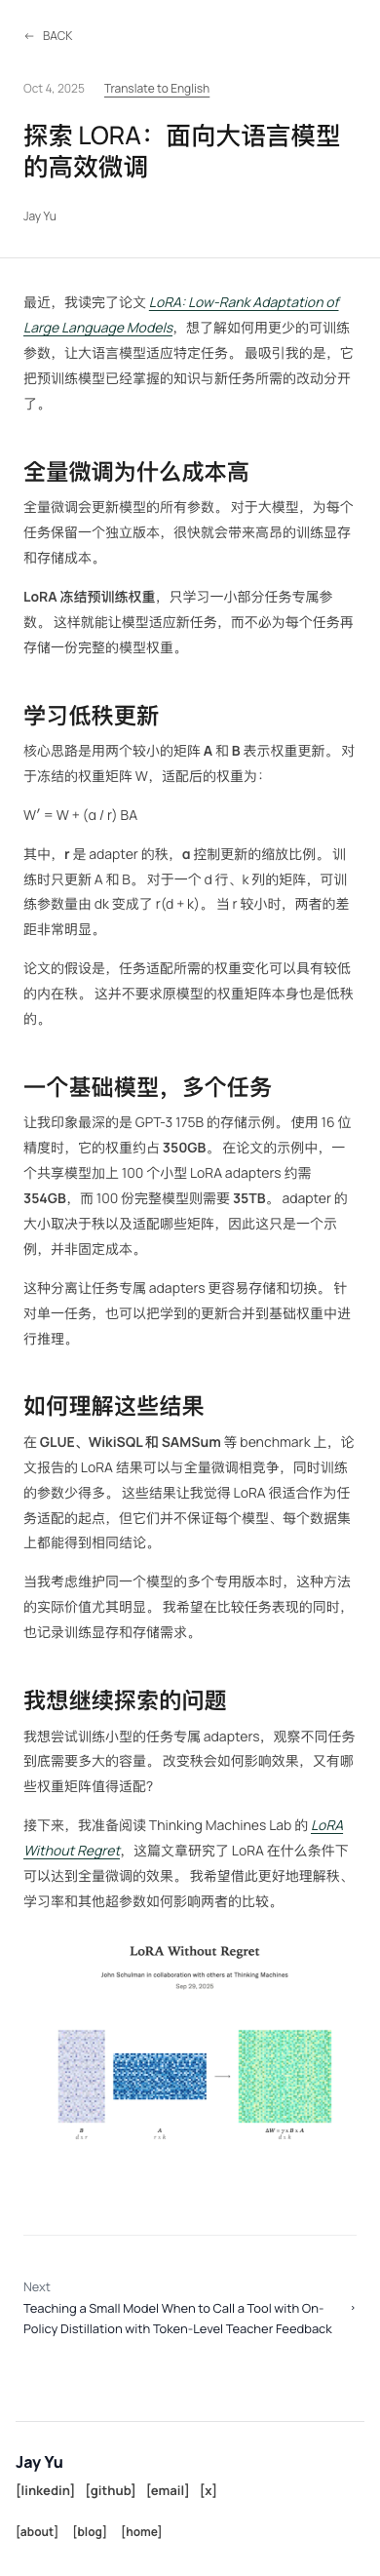 ← BACK
Oct 4, 2025 Translate to English
探索 LORA：面向大语言模型
的高效微调
Jay Yu
最近，我读完了论文 LoRA: Low-Rank Adaptation of
Large Language Models，想了解如何用更少的可训练
参数，让大语言模型适应特定任务。 最吸引我的是，它
把预训练模型已经掌握的知识与新任务所需的改动分开
了。
全量微调为什么成本高
全量微调会更新模型的所有参数。 对于大模型，为每个
任务保留一个独立版本，很快就会带来高昂的训练显存
和存储成本。
LoRA 冻结预训练权重，只学习一小部分任务专属参
数。 这样就能让模型适应新任务，而不必为每个任务再
存储一份完整的模型权重。
学习低秩更新
核心思路是用两个较小的矩阵 A 和 B 表示权重更新。 对
于冻结的权重矩阵 W，适配后的权重为：
W′ = W + (α / r) BA
其中，r 是 adapter 的秩，α 控制更新的缩放比例。 训
练时只更新 A 和 B。 对于一个 d 行、k 列的矩阵，可训
练参数量由 dk 变成了 r(d + k)。 当 r 较小时，两者的差
距非常明显。
论文的假设是，任务适配所需的权重变化可以具有较低
的内在秩。 这并不要求原模型的权重矩阵本身也是低秩
的。
一个基础模型，多个任务
让我印象最深的是 GPT-3 175B 的存储示例。 使用 16 位
精度时，它的权重约占 350GB。 在论文的示例中，一
个共享模型加上 100 个小型 LoRA adapters 约需
354GB，而 100 份完整模型则需要 35TB。 adapter 的
大小取决于秩以及适配哪些矩阵，因此这只是一个示
例，并非固定成本。
这种分离让任务专属 adapters 更容易存储和切换。 针
对单一任务，也可以把学到的更新合并到基础权重中进
行推理。
如何理解这些结果
在 GLUE、WikiSQL 和 SAMSum 等 benchmark 上，论
文报告的 LoRA 结果可以与全量微调相竞争，同时训练
的参数少得多。 这些结果让我觉得 LoRA 很适合作为任
务适配的起点，但它们并不保证每个模型、每个数据集
上都能得到相同结论。
当我考虑维护同一个模型的多个专用版本时，这种方法
的实际价值尤其明显。 我希望在比较任务表现的同时，
也记录训练显存和存储需求。
我想继续探索的问题
我想尝试训练小型的任务专属 adapters，观察不同任务
到底需要多大的容量。 改变秩会如何影响效果，又有哪
些权重矩阵值得适配？
接下来，我准备阅读 Thinking Machines Lab 的 LoRA
Without Regret，这篇文章研究了 LoRA 在什么条件下
可以达到全量微调的效果。 我希望借此更好地理解秩、
学习率和其他超参数如何影响两者的比较。
LoRA Without Regret
John Schulman in collaboration with others at Thinking Machines
Sep 29, 2025
B A ΔW = γ × B × A
d × r r × k d × k
Next
Teaching a Small Model When to Call a Tool with On-
Policy Distillation with Token-Level Teacher Feedback
›
Jay Yu
[linkedin] [github] [email] [x]
[about] [blog] [home]